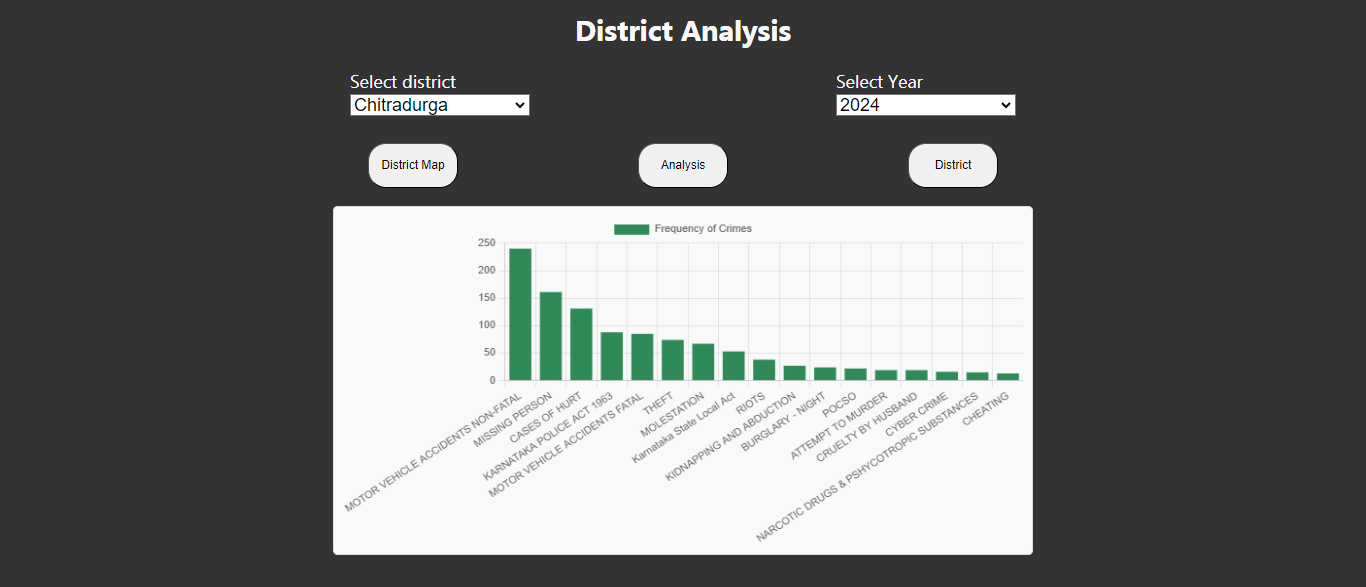 District Analysis
Select district
Select Year
Chitradurga
2024
District Map
Analysis
District
Frequency of Crimes
250
200
150
100
50
0
MOTOR VEHICLE ACCIDENTS NON-FATAL
MISSING PERSON
CASES OF HURT
KARNATAKA POLICE ACT 1963
MOTOR VEHICLE ACCIDENTS FATAL
THEFT
MOLESTATION
Karnataka State Local Act
RIOTS
KIDNAPPING AND ABDUCTION
BURGLARY - NIGHT
POCSO
ATTEMPT TO MURDER
CRUELTY BY HUSBAND
CYBER CRIME
NARCOTIC DRUGS & PSHYCOTROPIC SUBSTANCES
CHEATING